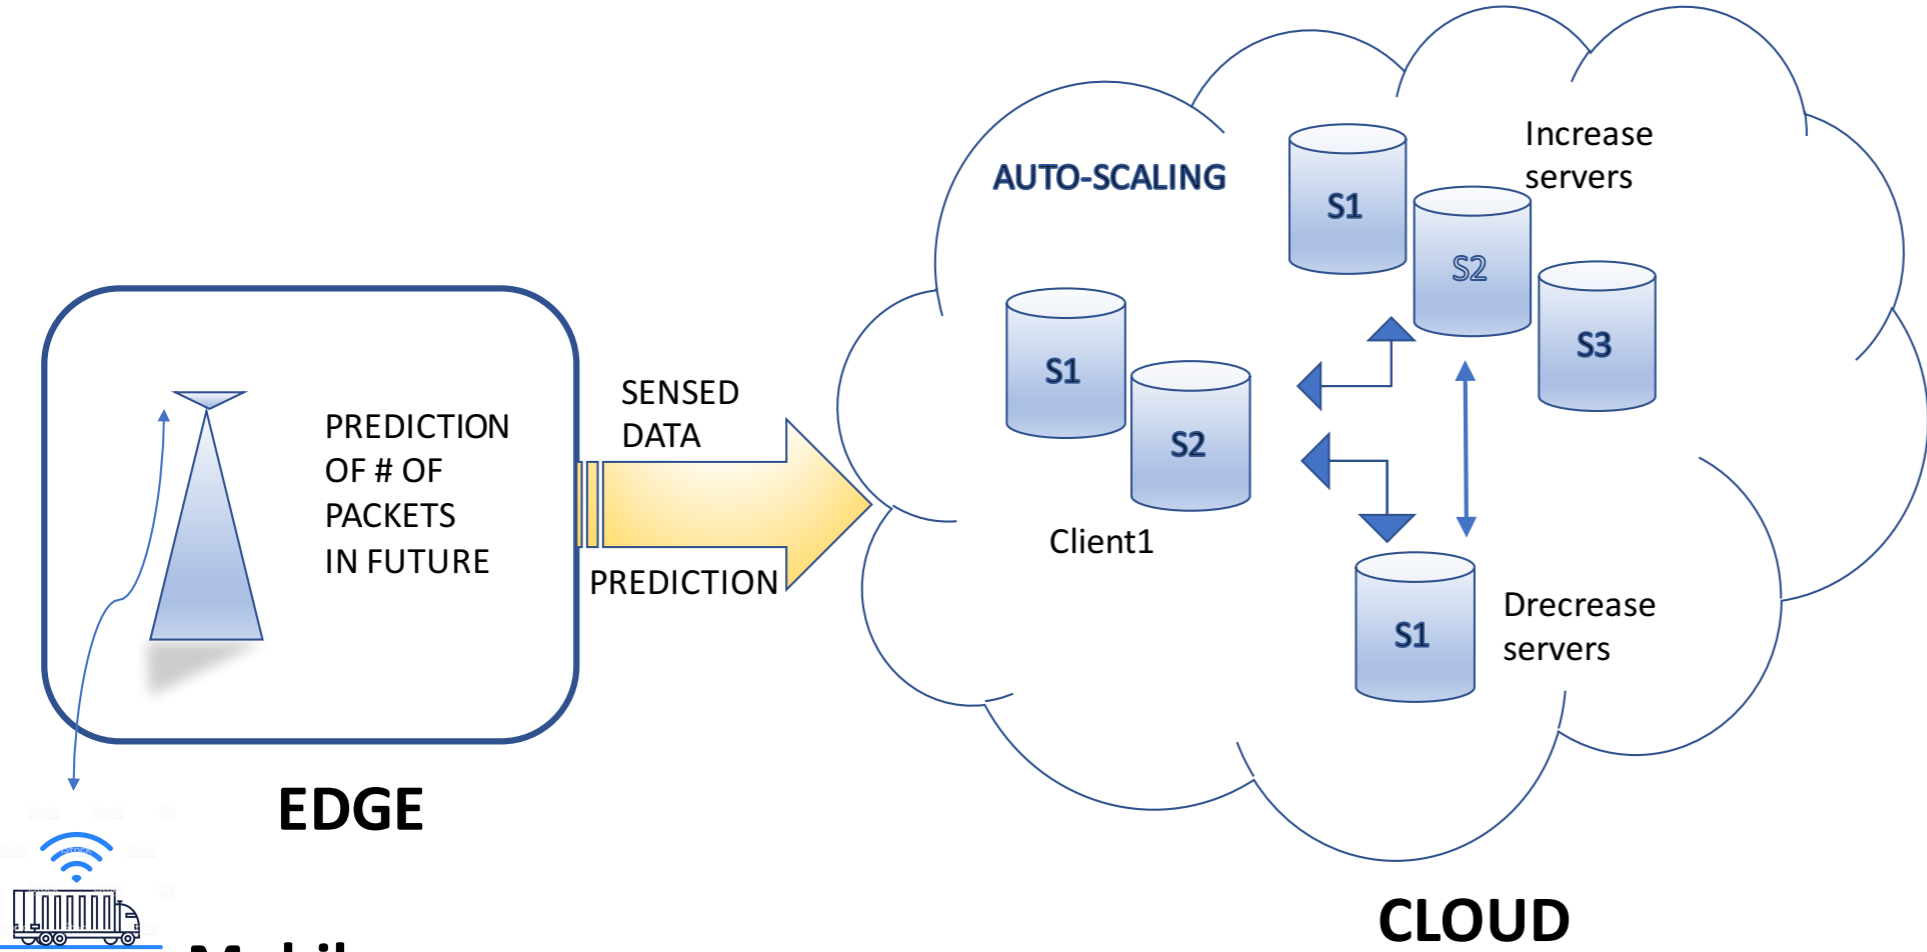 AUTO-SCALING
Increase
servers
S1
S2
S3
S1
S2
Client1
S1
Drecrease
servers
SENSED
DATA
PREDICTION
PREDICTION
OF # OF
PACKETS
IN FUTURE
EDGE
CLOUD